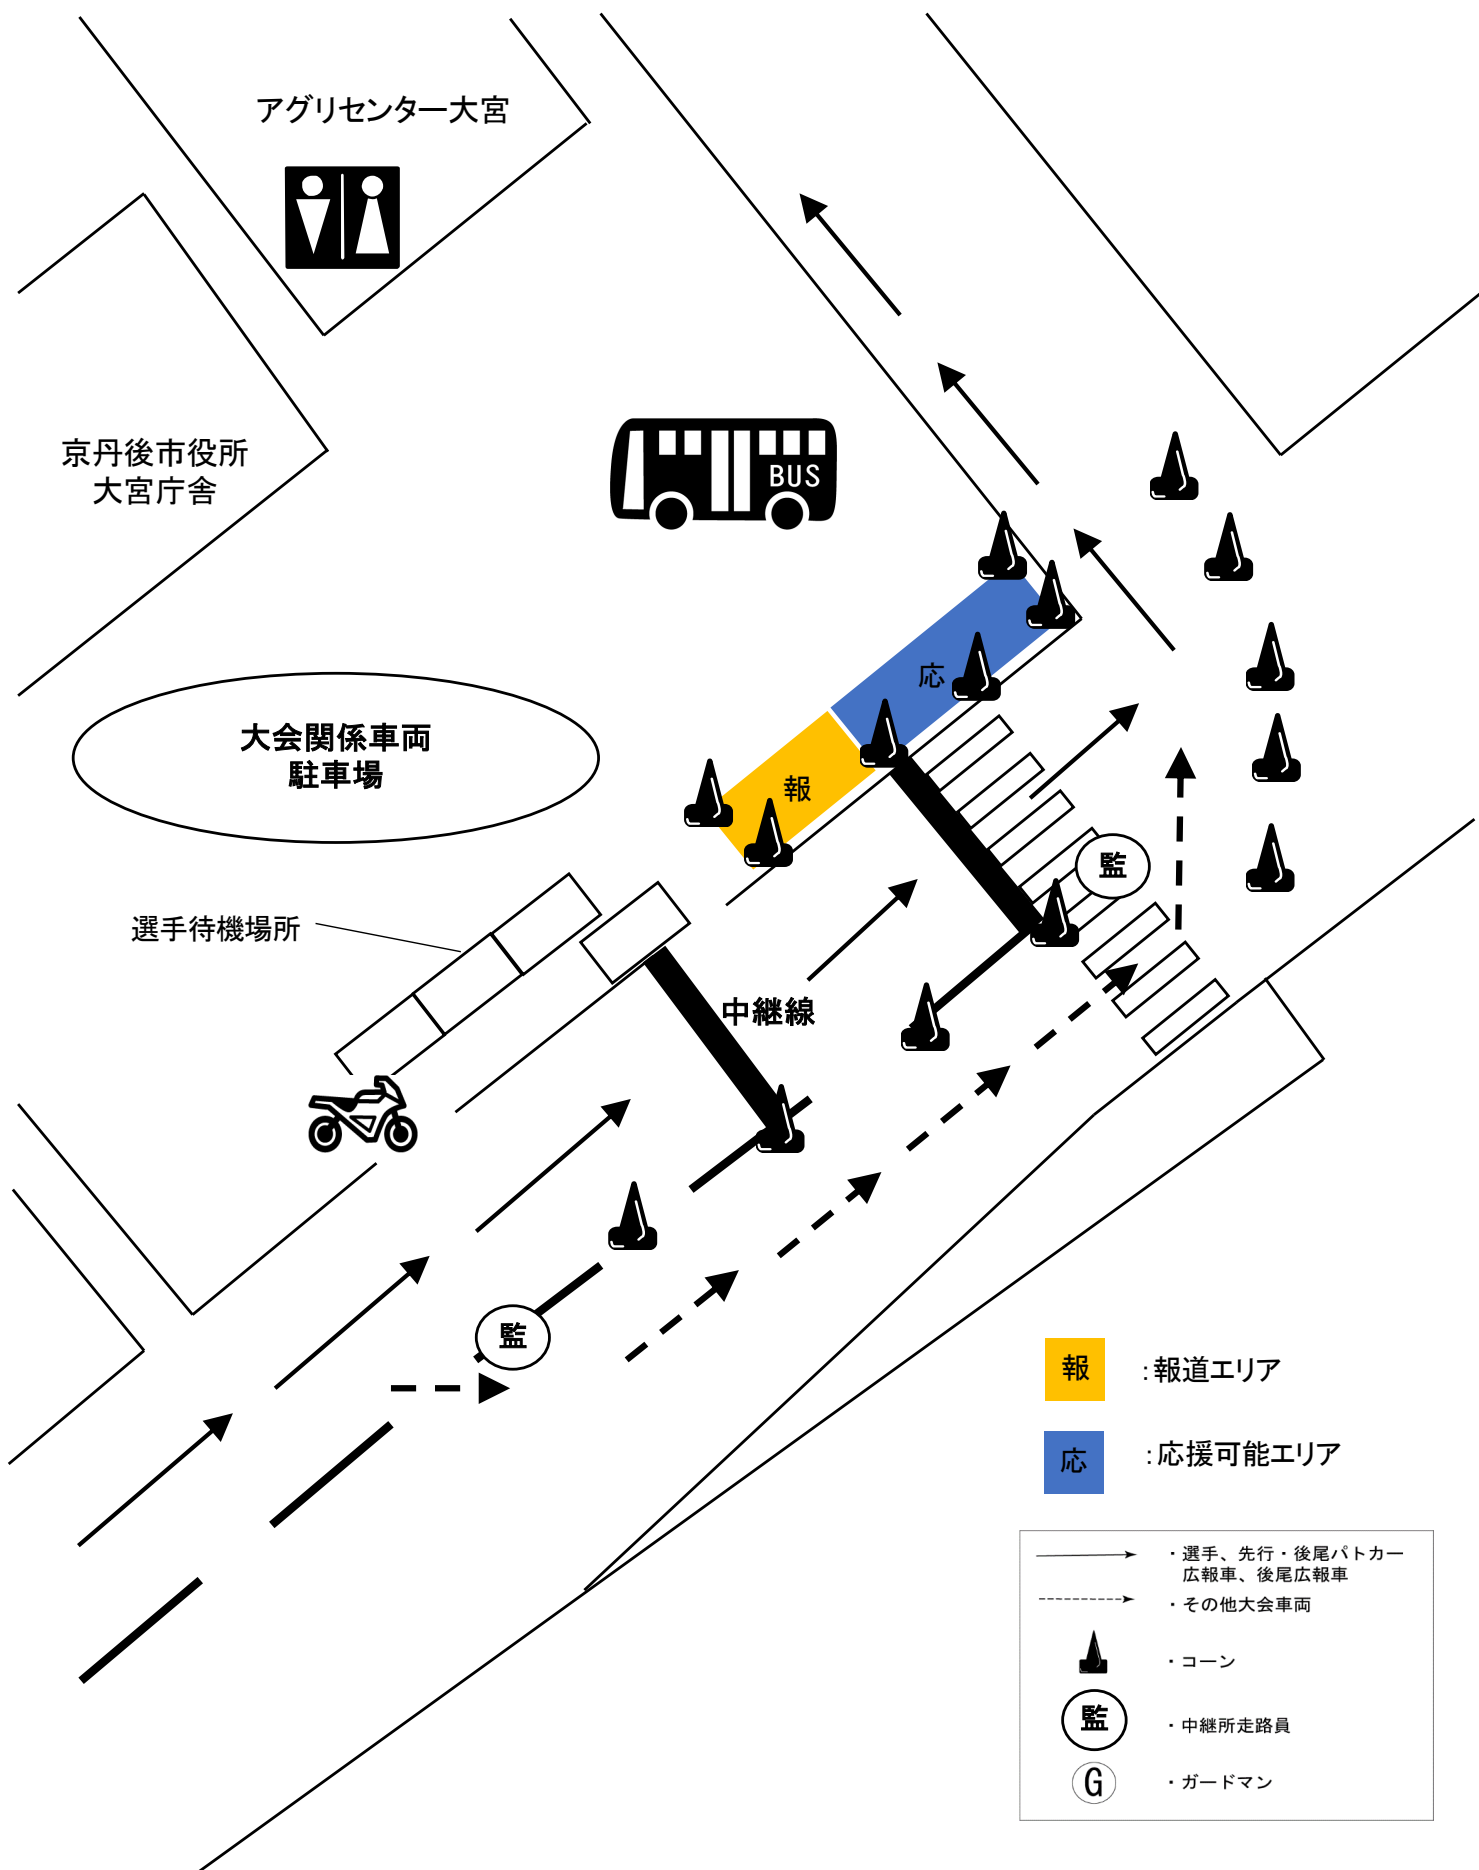 アグリセンター大宮
京丹後市役所
大宮庁舎
BUS
応
大会関係車両
駐車場
報
監
選手待機場所
中継線
監
報
:報道エリア
応
:応援可能エリア
・選手、先行・後尾パトカー
広報車、後尾広報車
・その他大会車両
・コーン
監
・中継所走路員
G
・ガードマン